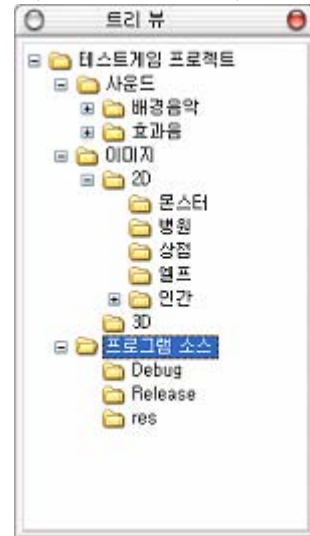 트리 뷰
테스트게임 프로젝트
사운드
배경음악
효과음
이미지
2D
몬스터
병원
상점
엘프
인간
3D
프로그램 소스
Debug
Release
res